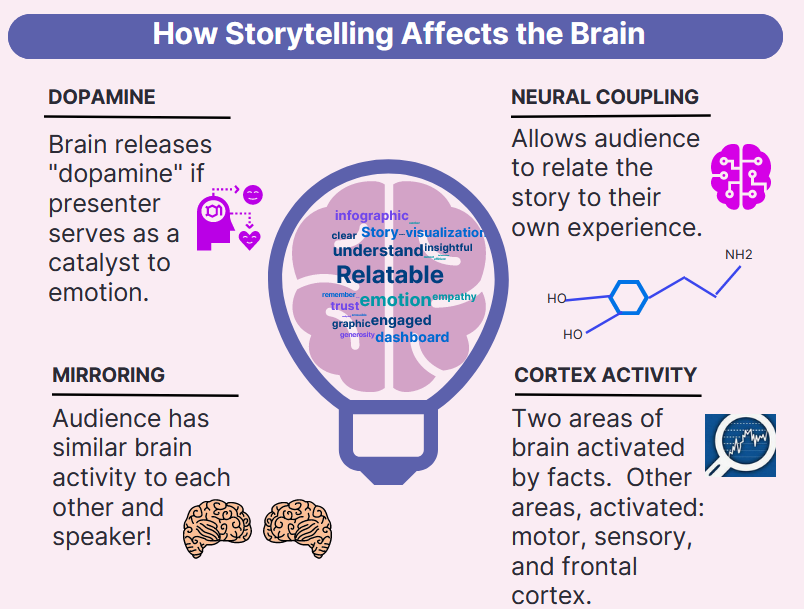 How Storytelling Affects the Brain
DOPAMINE
Brain releases
"dopamine" if
presenter
serves as a
catalyst to
emotion.
NEURAL COUPLING
Allows audience
to relate the
story to their
own experience.
infographic
clear Story-visualization
understand insightful
Relatable
remember emotion empathy
trust
graphic engaged
generosity dashboard
NH2
HO
HO
MIRRORING
Audience has
similar brain
activity to each
other and
speaker!
CORTEX ACTIVITY
Two areas of
brain activated
by facts.  Other
areas, activated:
motor, sensory,
and frontal
cortex.